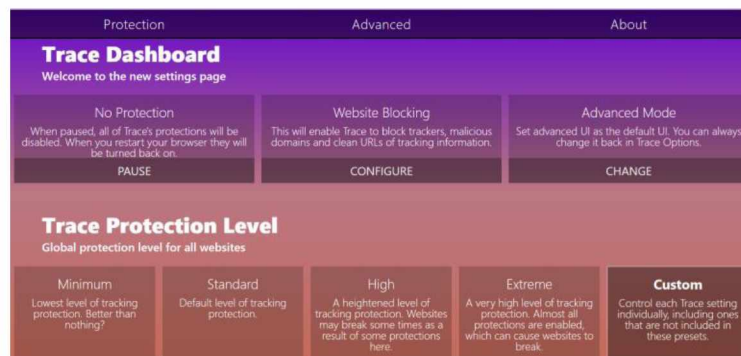 Protection Advanced About
Trace Dashboard
Welcome to the new settings page
No Protection
When paused, all of Trace's protections will be
disabled. When you restart your browser they will
be turned back on.
PAUSE
Website Blocking
This will enable Trace to block trackers, malicious
domains and clean URLs of tracking information.
CONFIGURE
Advanced Mode
Set advanced UI as the default UI. You can always
change it back in Trace Options.
CHANGE
Trace Protection Level
Global protection level for all websites
Minimum
Lowest level of tracking
protection. Better than
nothing?
Standard
Default level of tracking
protection.
High
A heightened level of
tracking protection. Websites
may break some times as a
result of some protections
here.
Extreme
A very high level of tracking
protection. Almost all
protections are enabled,
which can cause websites to
break.
Custom
Control each Trace setting
individually, including ones
that are not included in
these presets.